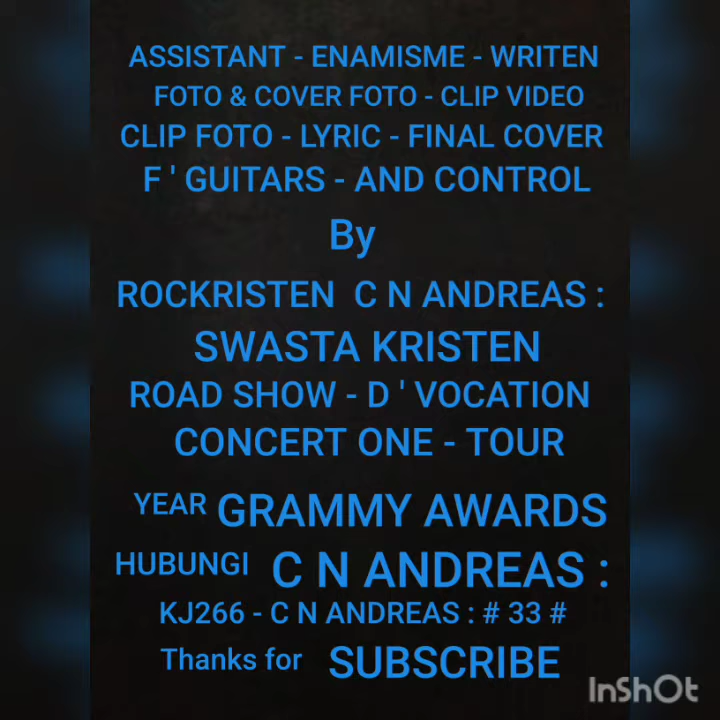 ASSISTANT - ENAMISME - WRITEN
FOTO & COVER FOTO - CLIP VIDEO
CLIP FOTO - LYRIC - FINAL COVER
F ' GUITARS - AND CONTROL
By
ROCKRISTEN C N ANDREAS :
SWASTA KRISTEN
ROAD SHOW - D ' VOCATION
CONCERT ONE - TOUR
YEAR GRAMMY AWARDS
HUBUNGI C N ANDREAS :
KJ266 - C N ANDREAS : # 33 #
Thanks for SUBSCRIBE
InShOt